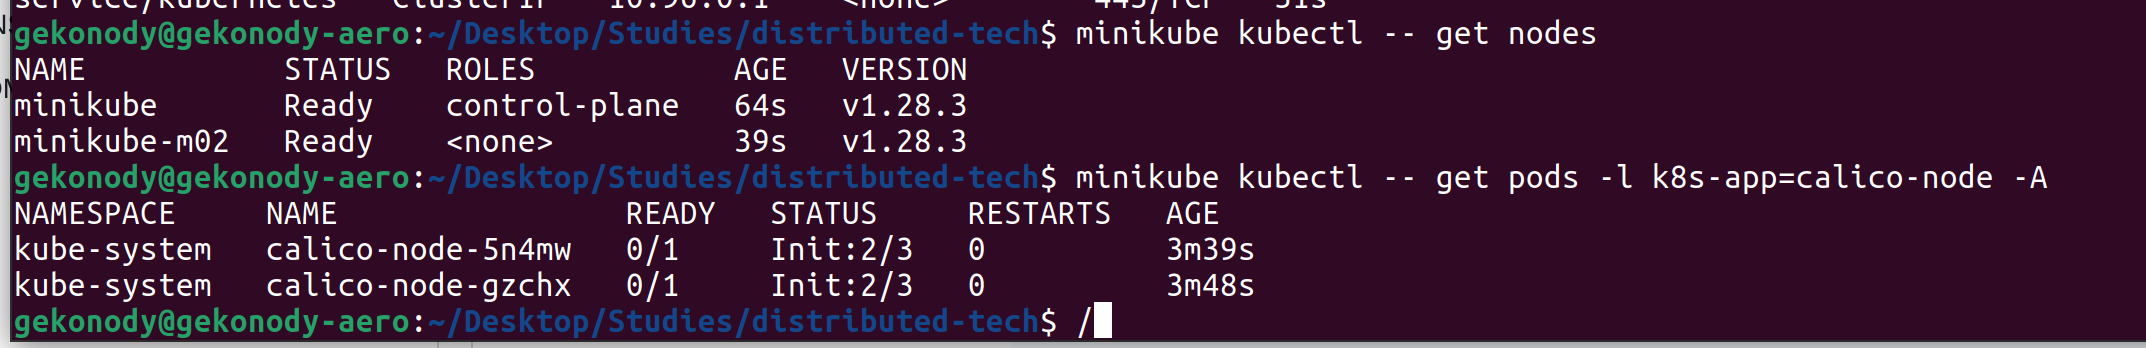 service/kubernetes   ClusterIP   10.96.0.1    <none>        443/TCP   51s
gekonody@gekonody-aero:~/Desktop/Studies/distributed-tech$ minikube kubectl -- get nodes
NAME           STATUS   ROLES           AGE   VERSION
minikube       Ready    control-plane   64s   v1.28.3
minikube-m02   Ready    <none>          39s   v1.28.3
gekonody@gekonody-aero:~/Desktop/Studies/distributed-tech$ minikube kubectl -- get pods -l k8s-app=calico-node -A
NAMESPACE     NAME                READY   STATUS     RESTARTS   AGE
kube-system   calico-node-5n4mw   0/1     Init:2/3   0          3m39s
kube-system   calico-node-gzchx   0/1     Init:2/3   0          3m48s
gekonody@gekonody-aero:~/Desktop/Studies/distributed-tech$ /